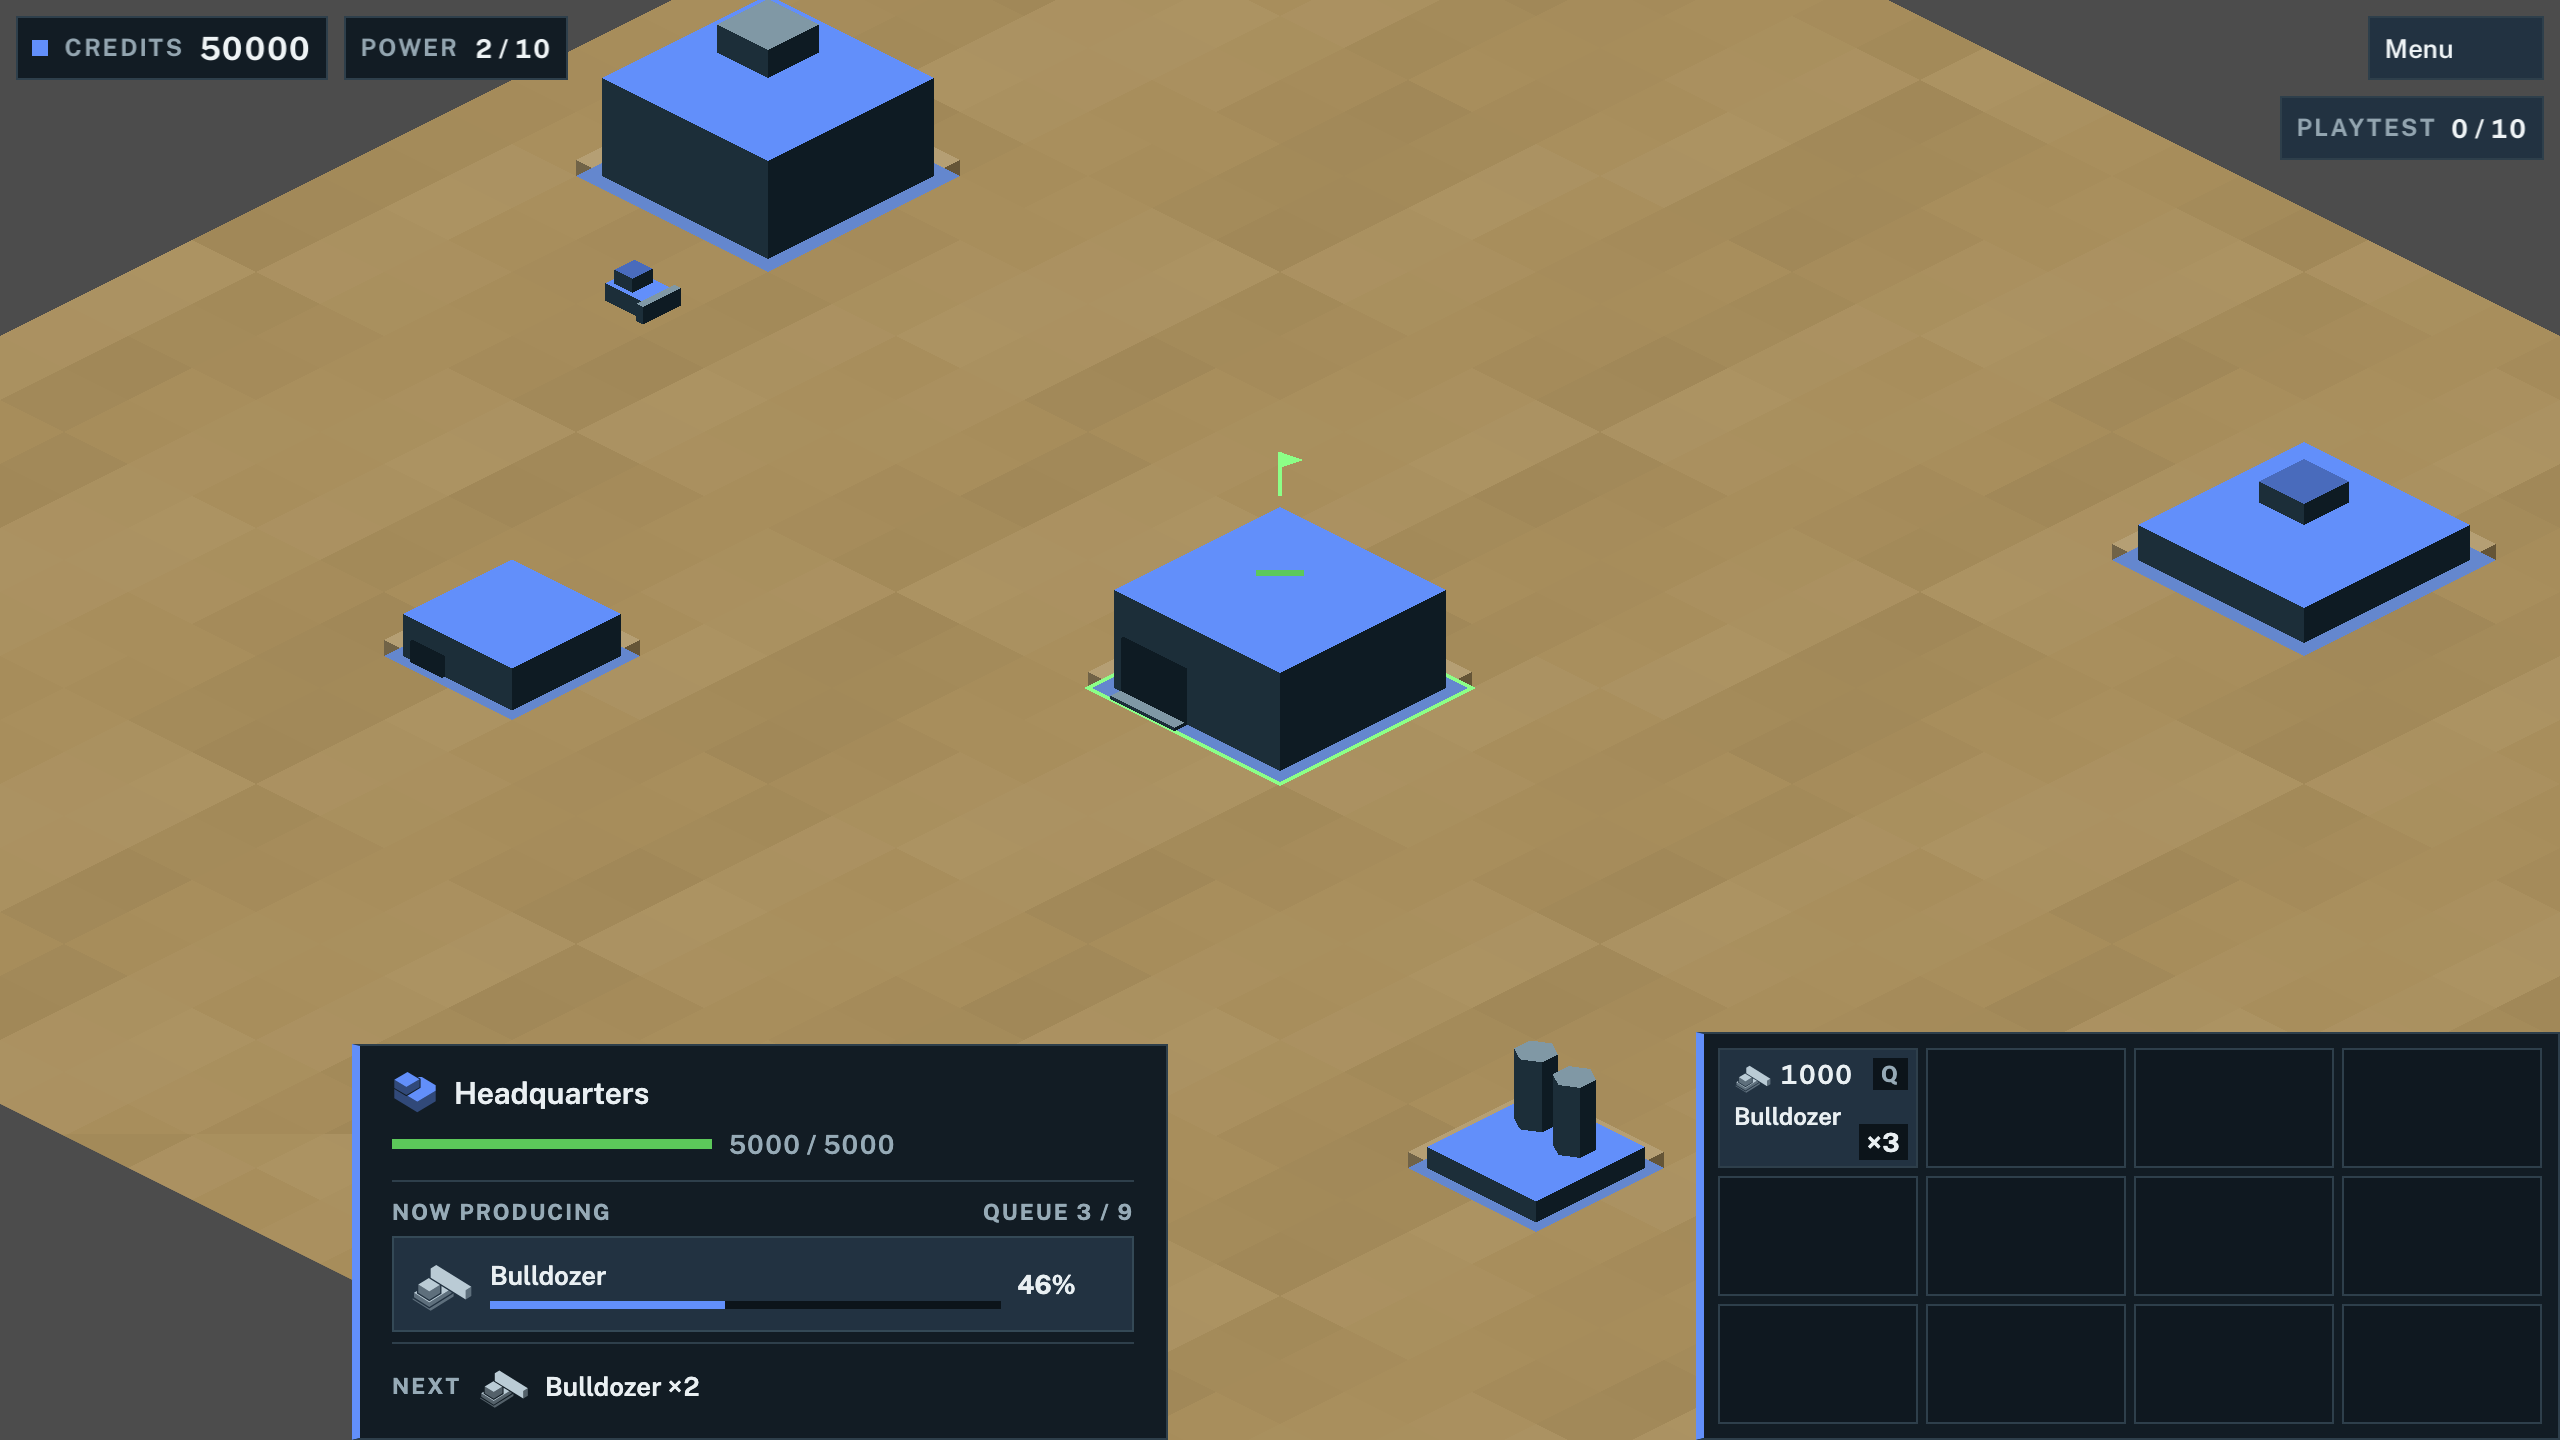 CREDITS 50000
POWER 2/10
Menu
PLAYTEST 0/10
Headquarters
5000/5000
NOW PRODUCING
QUEUE 3 / 9
Bulldozer
46%
NEXT Bulldozer ×2
1000 Q
Bulldozer
×3